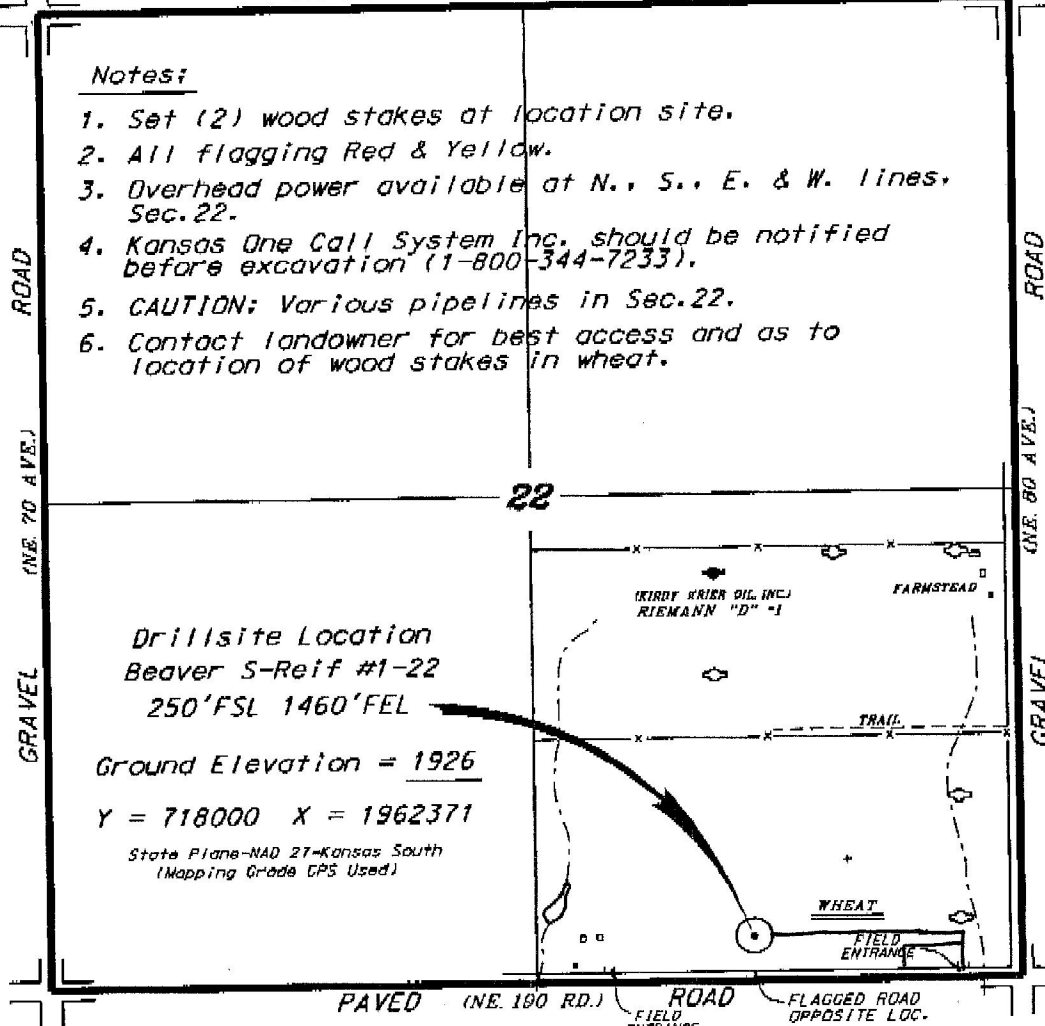 Notes:
1. Set (2) wood stakes at location site.
2. All flagging Red & Yellow.
3. Overhead power available at N., S., E. & W. lines,
Sec.22.
4. Kansas One Call System Inc. should be notified
before excavation (1-800-344-7233).
5. CAUTION: Various pipelines in Sec.22.
6. Contact landowner for best access and as to
location of wood stakes in wheat.
ROAD
(NE. 70 AVE.)
GRAVEL
ROAD
(NE. 80 AVE.)
GRAVEL
22
RIEMANN "D" #1
FARMSTEAD
Drillsite Location
Beaver S-Reif #1-22
250'FSL 1460'FEL
Ground Elevation = 1926
Y = 718000 X = 1962371
State Plane-NAD 27-Kansas South
(Mapping Grade GPS Used)
TRAIL
WHEAT
FIELD
ENTRANCE
PAVED (NE. 190 RD.) ROAD
FIELD
ENTRANCE
FLAGGED ROAD
OPPOSITE LOC.